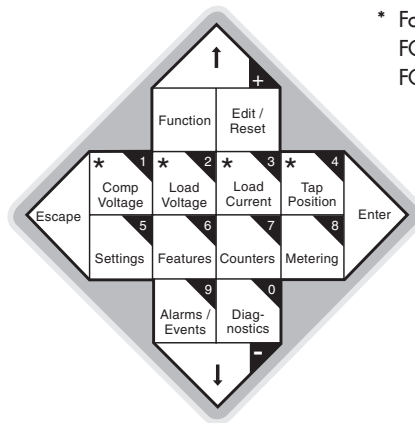 * Fo
FC
FC
↑
+
Function Edit / Reset
* 1 * 2 * 3 * 4
Escape Comp Voltage Load Voltage Load Current Tap Position Enter
5 6 7 8
Settings Features Counters Metering
9 0
Alarms / Events Diag-nostics
↓ -